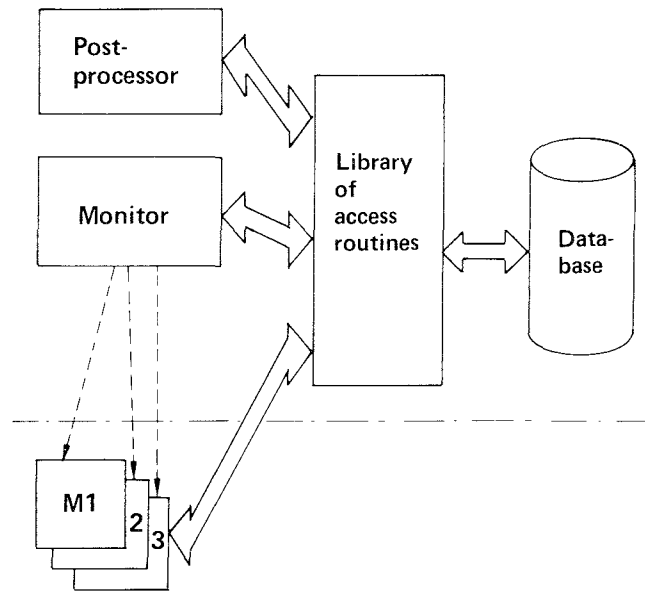 Post-
processor
Monitor
Library
of
access
routines
Data-
base
M1
2
3